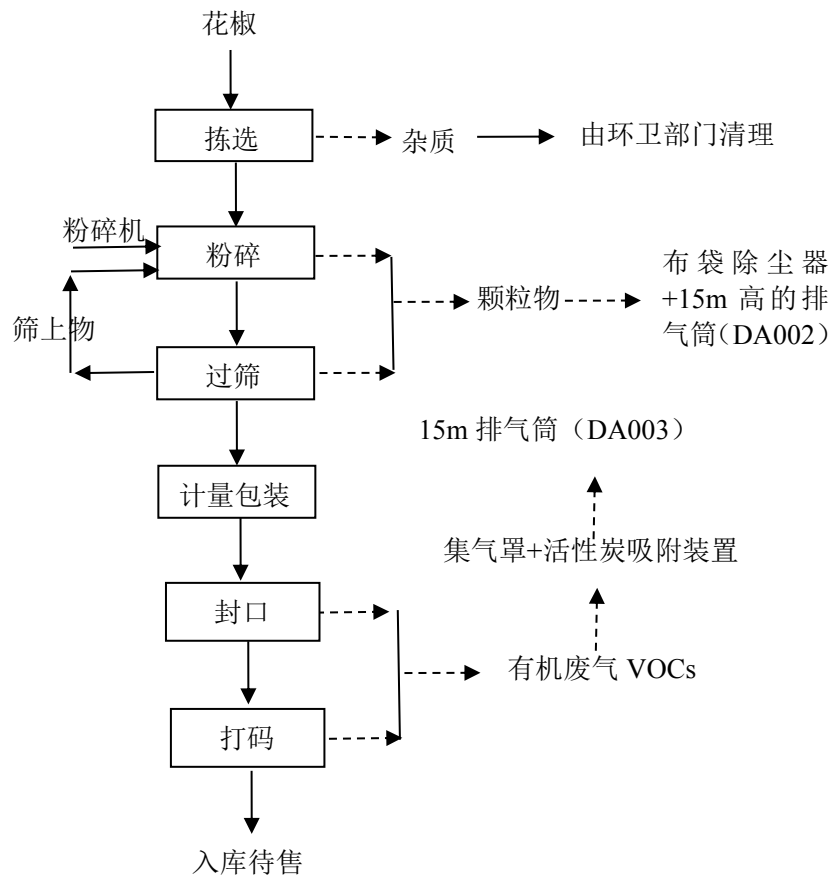 花椒
拣选
杂质
由环卫部门清理
粉碎机
粉碎
筛上物
颗粒物
布袋除尘器
+15m 高的排
气筒（DA002）
过筛
15m 排气筒（DA003）
计量包装
集气罩+活性炭吸附装置
封口
有机废气 VOCs
打码
入库待售